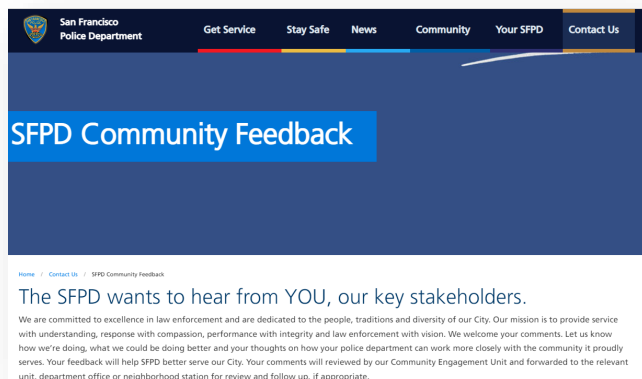 San Francisco
Police Department
Get Service Stay Safe News Community Your SFPD Contact Us
SFPD Community Feedback
Home / Contact Us / SFPD Community Feedback
The SFPD wants to hear from YOU, our key stakeholders.
We are committed to excellence in law enforcement and are dedicated to the people, traditions and diversity of our City. Our mission is to provide service
with understanding, response with compassion, performance with integrity and law enforcement with vision. We welcome your comments. Let us know
how we're doing, what we could be doing better and your thoughts on how your police department can work more closely with the community it proudly
serves. Your feedback will help SFPD better serve our City. Your comments will reviewed by our Community Engagement Unit and forwarded to the relevant
unit, department office or neighborhood station for review and follow up, if appropriate.